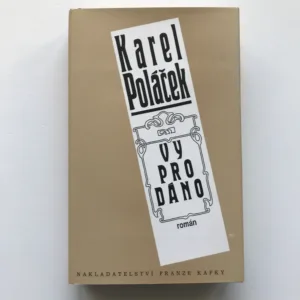 Karel
Poláček
VY
PRO
DÁNO
román
NAKLADATELSTVÍ FRANZE KAFKY